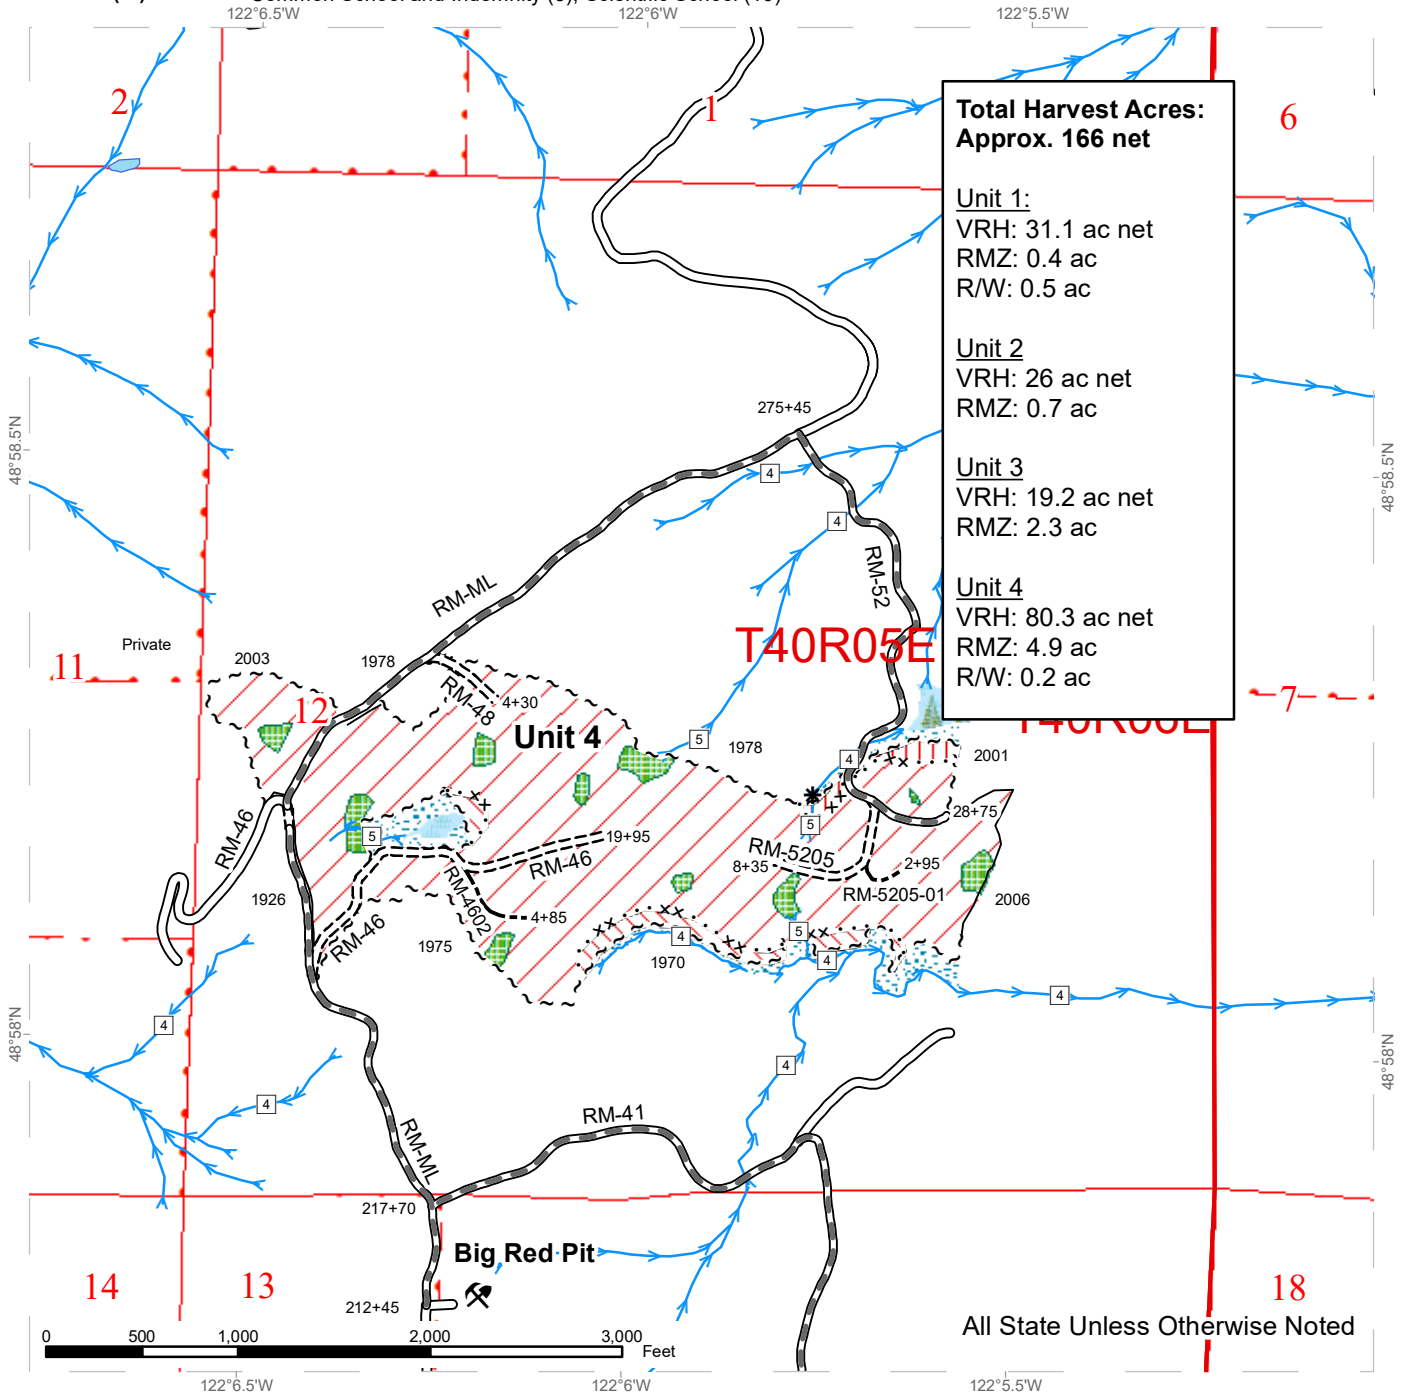 122°6.5'W
122°6'W
122°5.5'W
2
1
6
Total Harvest Acres:
Approx. 166 net
Unit 1:
VRH: 31.1 ac net
RMZ: 0.4 ac
R/W: 0.5 ac
Unit 2
VRH: 26 ac net
RMZ: 0.7 ac
Unit 3
VRH: 19.2 ac net
RMZ: 2.3 ac
Unit 4
VRH: 80.3 ac net
RMZ: 4.9 ac
R/W: 0.2 ac
275+45
48°58.5'N
48°58.5'N
4
4
RM-52
RM-ML
T40R05E
Private
11
2003
1978
12
RM-48
4+30
Unit 4
5
1978
7
T40R06E
4
2001
28+75
5
5
RM-46
19+95
RM-46
RM-5205
8+35
2+95
RM-5205-01
2006
1926
RM-4602
4+85
RM-46
1975
4
5
4
1970
4
4
48°58'N
48°58'N
4
4
RM-41
RM-ML
217+70
Big Red Pit
14
13
212+45
18
All State Unless Otherwise Noted
0
500
1,000
2,000
3,000
Feet
122°6.5'W
122°6'W
122°5.5'W